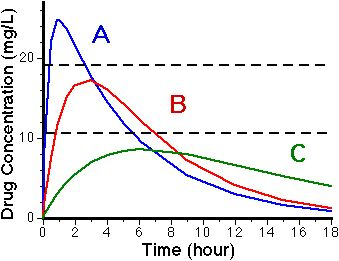 Drug Concentration (mg/L)
20
10
0
A
B
C
0 2 4 6 8 10 12 14 16 18
Time (hour)